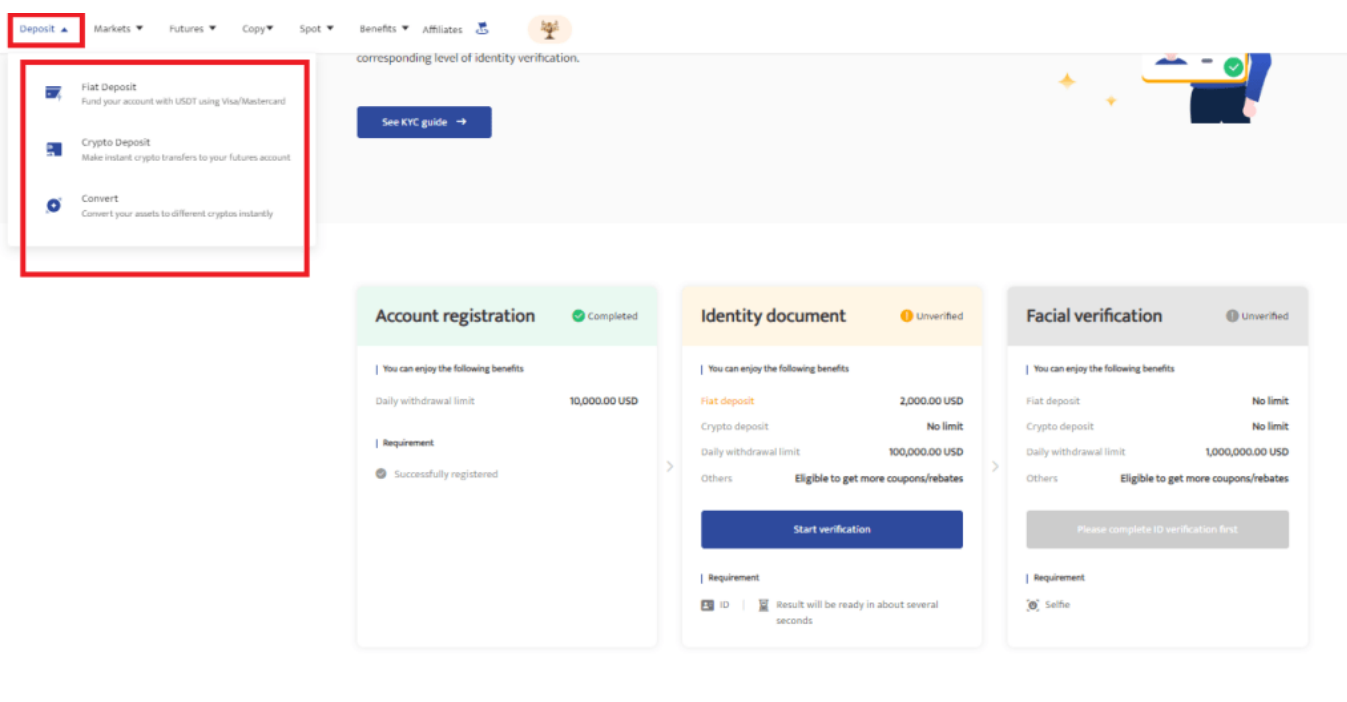 Deposit ▲ Markets ▼ Futures ▼ Copy▼ Spot ▼ Benefits ▼ Affiliates
corresponding level of identity verification.
See KYC guide →
Fiat Deposit
Fund your account with USDT using Visa/Mastercard
Crypto Deposit
Make instant crypto transfers to your futures account
Convert
Convert your assets to different cryptos instantly
Account registration Completed
You can enjoy the following benefits
Daily withdrawal limit 10,000.00 USD
Requirement
Successfully registered
Identity document Unverified
You can enjoy the following benefits
Fiat deposit 2,000.00 USD
Crypto deposit No limit
Daily withdrawal limit 100,000.00 USD
Others Eligible to get more coupons/rebates
Start verification
Requirement
ID | Result will be ready in about several
seconds
Facial verification Unverified
You can enjoy the following benefits
Fiat deposit No limit
Crypto deposit No limit
Daily withdrawal limit 1,000,000.00 USD
Others Eligible to get more coupons/rebates
Please complete ID verification first
Requirement
Selfie